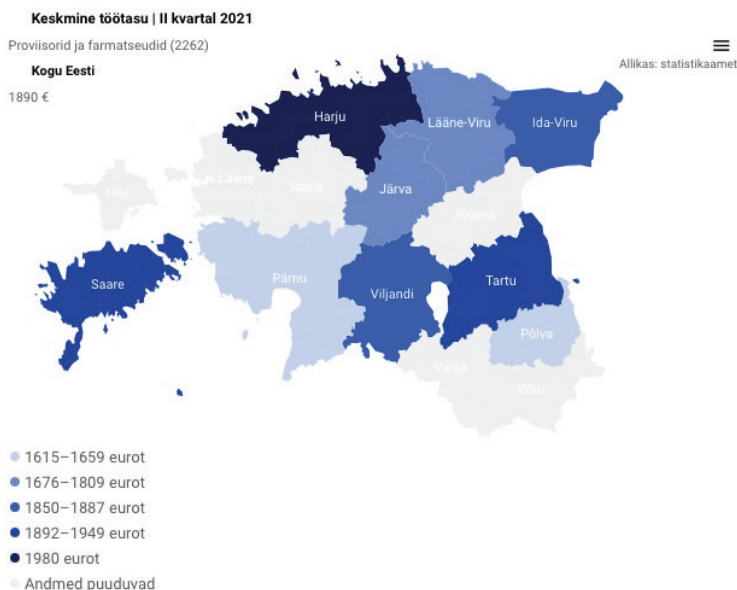 Keskmine töötasu | II kvartal 2021
Proviisorid ja farmatseudid (2262)
Allikas: statistikaamet
Kogu Eesti
1890 €
Harju
Lääne-Viru
Ida-Viru
Hiiu
Lääne
Rapla
Järva
Jõgeva
Saare
Pärnu
Viljandi
Tartu
Põlva
Valga
Võru
1615–1659 eurot
1676–1809 eurot
1850–1887 eurot
1892–1949 eurot
1980 eurot
Andmed puuduvad